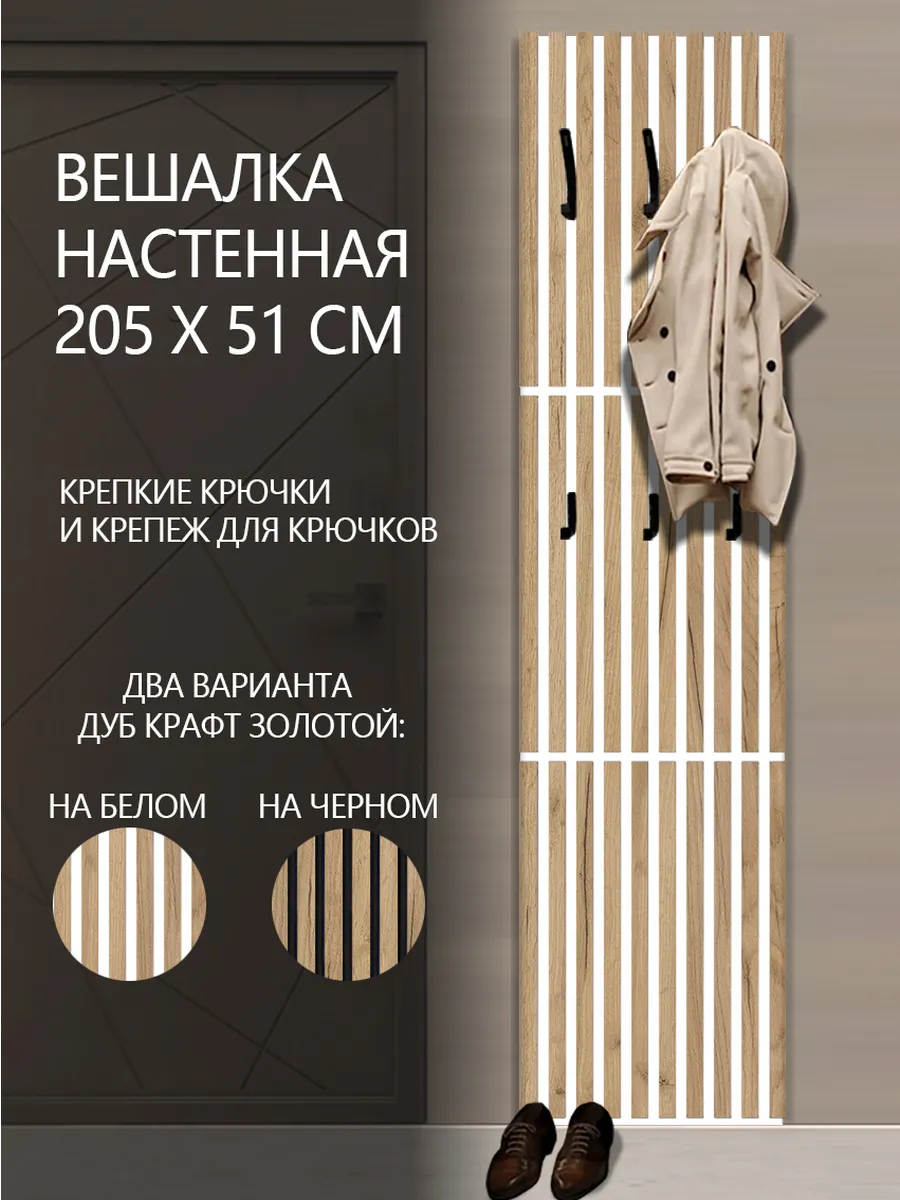 ВЕШАЛКА
НАСТЕННАЯ
205 Х 51 СМ
КРЕПКИЕ КРЮЧКИ
И КРЕПЕЖ ДЛЯ КРЮЧКОВ
ДВА ВАРИАНТА
ДУБ КРАФТ ЗОЛОТОЙ:
НА БЕЛОМ
НА ЧЕРНОМ